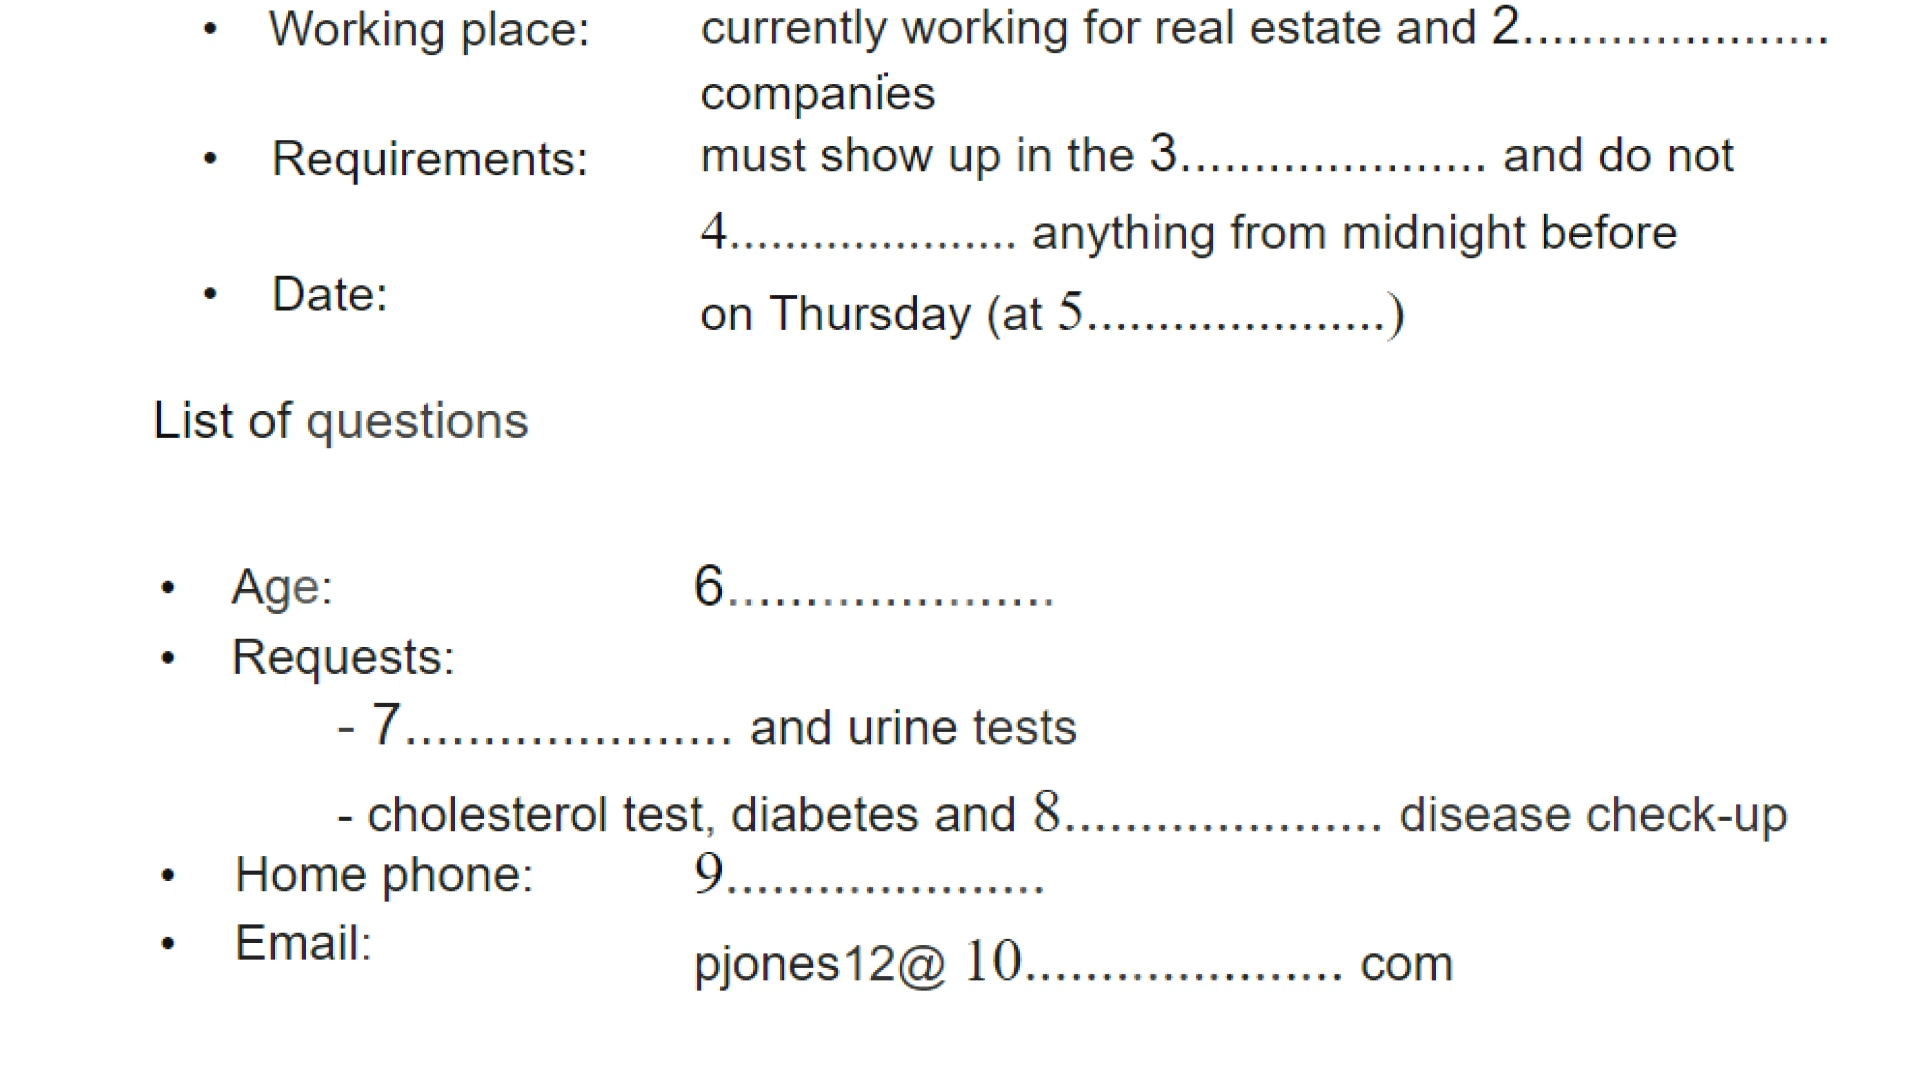 • Working place: currently working for real estate and 2.....................
companies
• Requirements: must show up in the 3..................... and do not
4..................... anything from midnight before
• Date: on Thursday (at 5.....................)
List of questions
• Age: 6.....................
• Requests:
- 7..................... and urine tests
- cholesterol test, diabetes and 8..................... disease check-up
• Home phone: 9.....................
• Email: pjones12@ 10..................... com